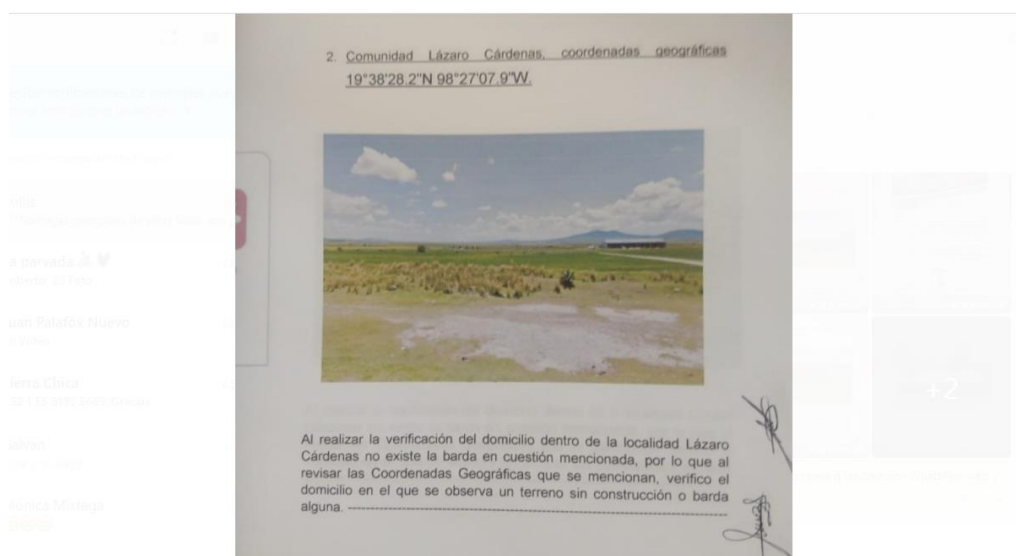 2. Comunidad Lázaro Cárdenas, coordenadas geográficas
19°38'28.2"N 98°27'07.9"W.
Al realizar la verificación del domicilio dentro de la localidad Lázaro
Cárdenas no existe la barda en cuestión mencionada, por lo que al
revisar las Coordenadas Geográficas que se mencionan, verifico el
domicilio en el que se observa un terreno sin construcción o barda
alguna.
+2